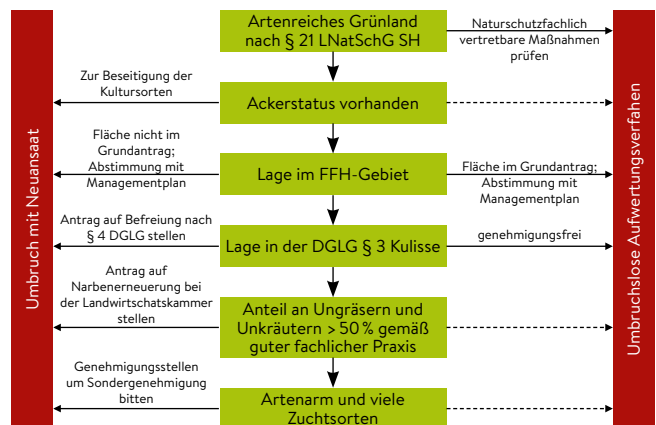 Umbruch mit Neuansaat
Artenreiches Grünland
nach § 21 LNatSchG SH
Naturschutzfachlich
vertretbare Maßnahmen
prüfen
Zur Beseitigung der
Kultursorten
Ackerstatus vorhanden
Fläche nicht im
Grundantrag;
Abstimmung mit
Managementplan
Lage im FFH-Gebiet
Fläche im Grundantrag;
Abstimmung mit
Managementplan
Antrag auf Befreiung nach
§ 4 DGLG stellen
Lage in der DGLG § 3 Kulisse
genehmigungsfrei
Antrag auf
Narbenerneuerung bei
der Landwirtschatskammer
stellen
Anteil an Ungräsern und
Unkräutern > 50 % gemäß
guter fachlicher Praxis
Genehmigungsstellen
um Sondergenehmigung
bitten
Artenarm und viele
Zuchtsorten
Umbruchslose Aufwertungsverfahen